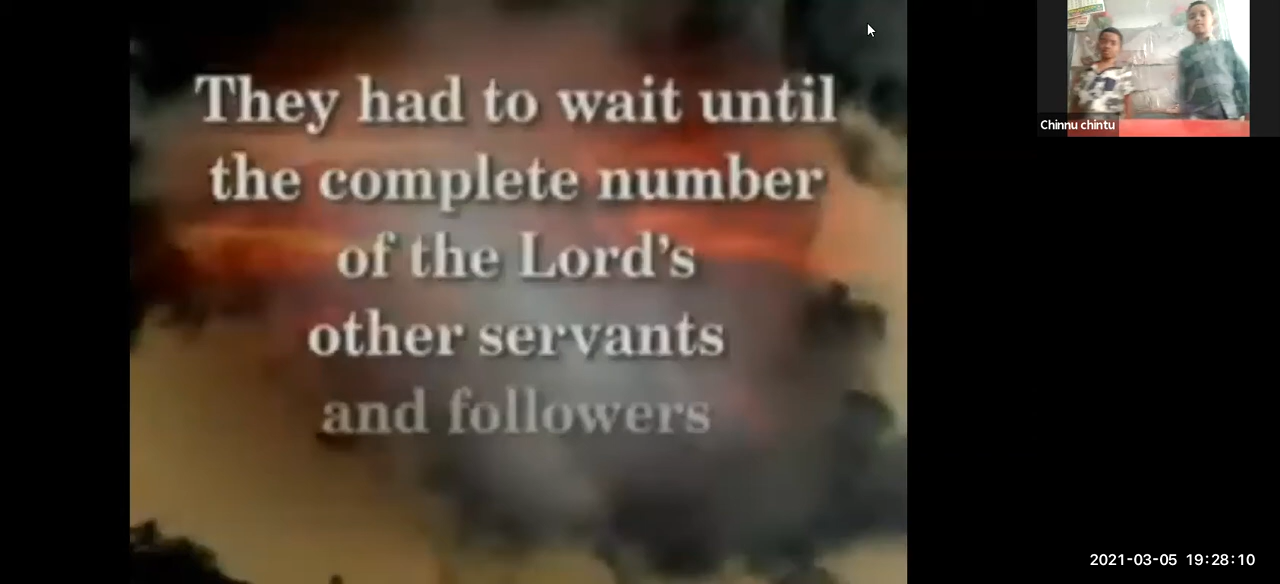 They had to wait until
the complete number
of the Lord's
other servants
and followers
Chinnu chintu
2021-03-05 19:28:10